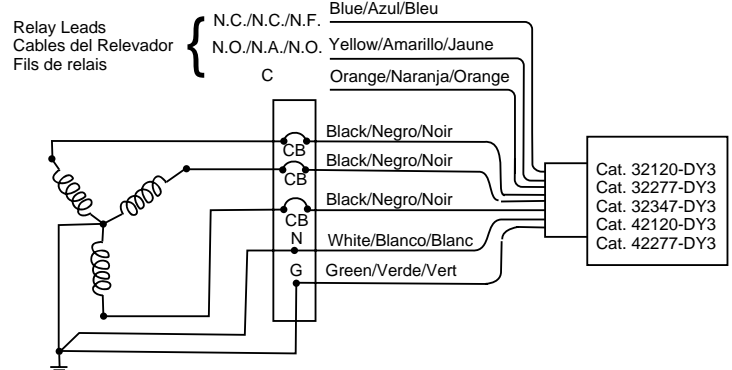 Relay Leads
Cables del Relevador
Fils de relais
N.C./N.C./N.F.
Blue/Azul/Bleu
N.O./N.A./N.O.
Yellow/Amarillo/Jaune
C
Orange/Naranja/Orange
Black/Negro/Noir
CB
Black/Negro/Noir
CB
Black/Negro/Noir
CB
N
White/Blanco/Blanc
G
Green/Verde/Vert
Cat. 32120-DY3
Cat. 32277-DY3
Cat. 32347-DY3
Cat. 42120-DY3
Cat. 42277-DY3